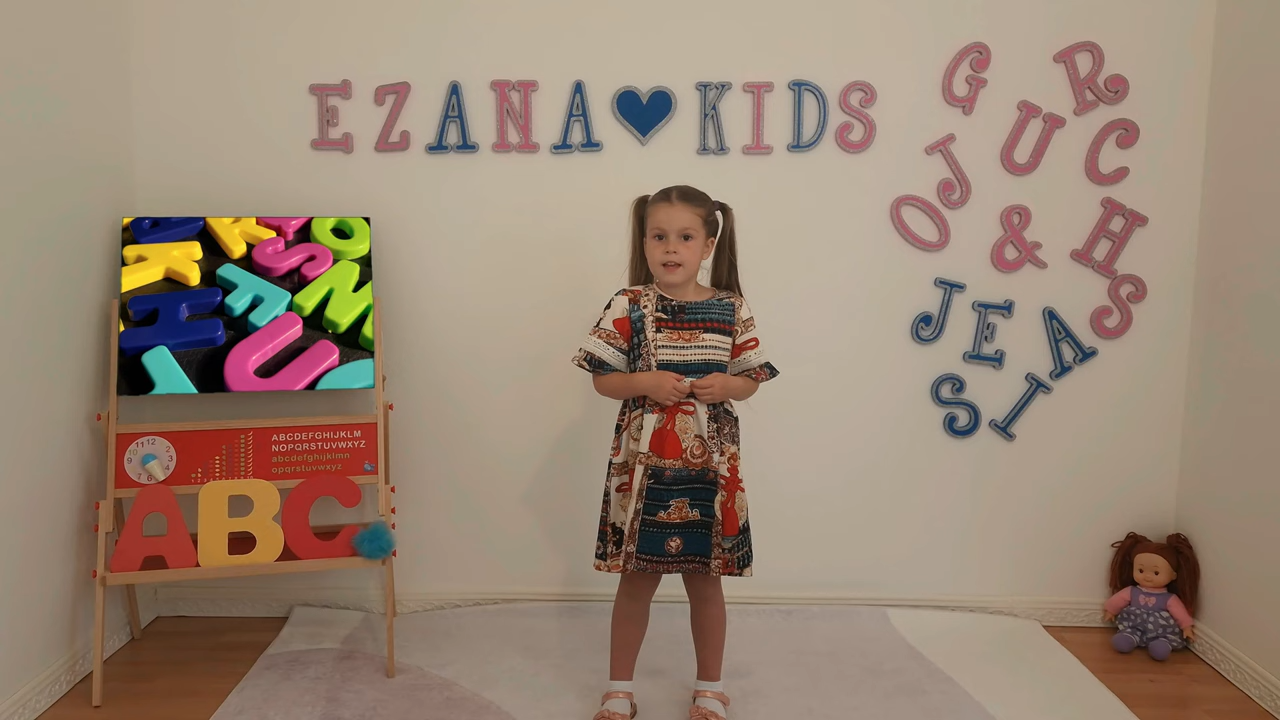 EZANA KIDS
G R
J U C
O & H
S
J E A
S I
K R S O
K S
H F N
U
ABCDEFGHIJKLM
NOPQRSTUVWXYZ
abcdefghijklmn
opqrstuvwxyz
ABC